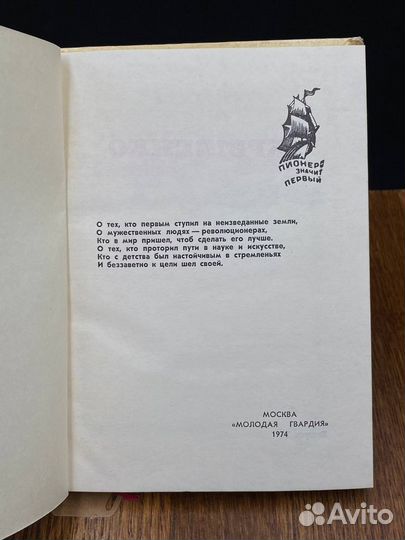 ПИОНЕР
ЗНАЧИТ
ПЕРВЫЙ
О тех, кто первым ступил на неизведанные земли,
О мужественных людях — революционерах,
Кто в мир пришел, чтоб сделать его лучше.
О тех, кто проторил пути в науке и искусстве,
Кто с детства был настойчивым в стремленьях
И беззаветно к цели шел своей.
МОСКВА
«МОЛОДАЯ ГВАРДИЯ»
1974
Avito